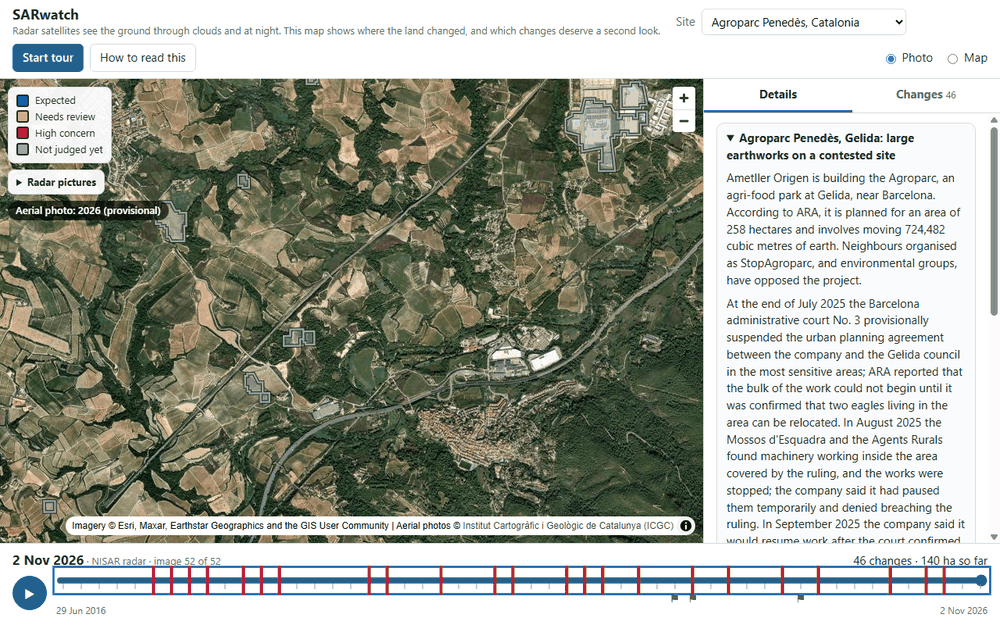 SARwatch
Radar satellites see the ground through clouds and at night. This map shows where the land changed, and which changes deserve a second look.
Site
Agroparc Penedès, Catalonia
Start tour
How to read this
Photo
Map
Expected
Needs review
High concern
Not judged yet
Radar pictures
Aerial photo: 2026 (provisional)
+
−
Imagery © Esri, Maxar, Earthstar Geographics and the GIS User Community | Aerial photos © Institut Cartogràfic i Geològic de Catalunya (ICGC)
Details
Changes 46
Agroparc Penedès, Gelida: large
earthworks on a contested site
Ametller Origen is building the Agroparc, an
agri-food park at Gelida, near Barcelona.
According to ARA, it is planned for an area of
258 hectares and involves moving 724,482
cubic metres of earth. Neighbours organised
as StopAgroparc, and environmental groups,
have opposed the project.
At the end of July 2025 the Barcelona
administrative court No. 3 provisionally
suspended the urban planning agreement
between the company and the Gelida council
in the most sensitive areas; ARA reported that
the bulk of the work could not begin until it
was confirmed that two eagles living in the
area can be relocated. In August 2025 the
Mossos d'Esquadra and the Agents Rurals
found machinery working inside the area
covered by the ruling, and the works were
stopped; the company said it had paused
them temporarily and denied breaching the
ruling. In September 2025 the company said it
would resume work after the court confirmed
2 Nov 2026 · NISAR radar · image 52 of 52
46 changes · 140 ha so far
29 Jun 2016
2 Nov 2026